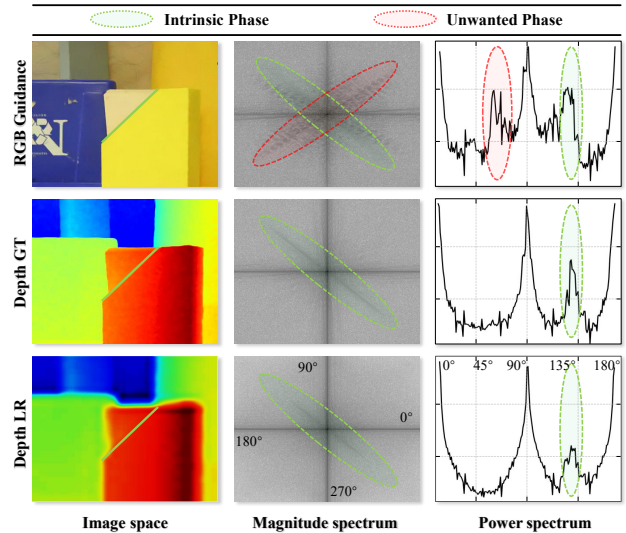 Intrinsic Phase
Unwanted Phase
RGB Guidance
N
Depth GT
Depth LR
90°
0°
180°
270°
0° 45° 90° 135° 180°
Image space
Magnitude spectrum
Power spectrum